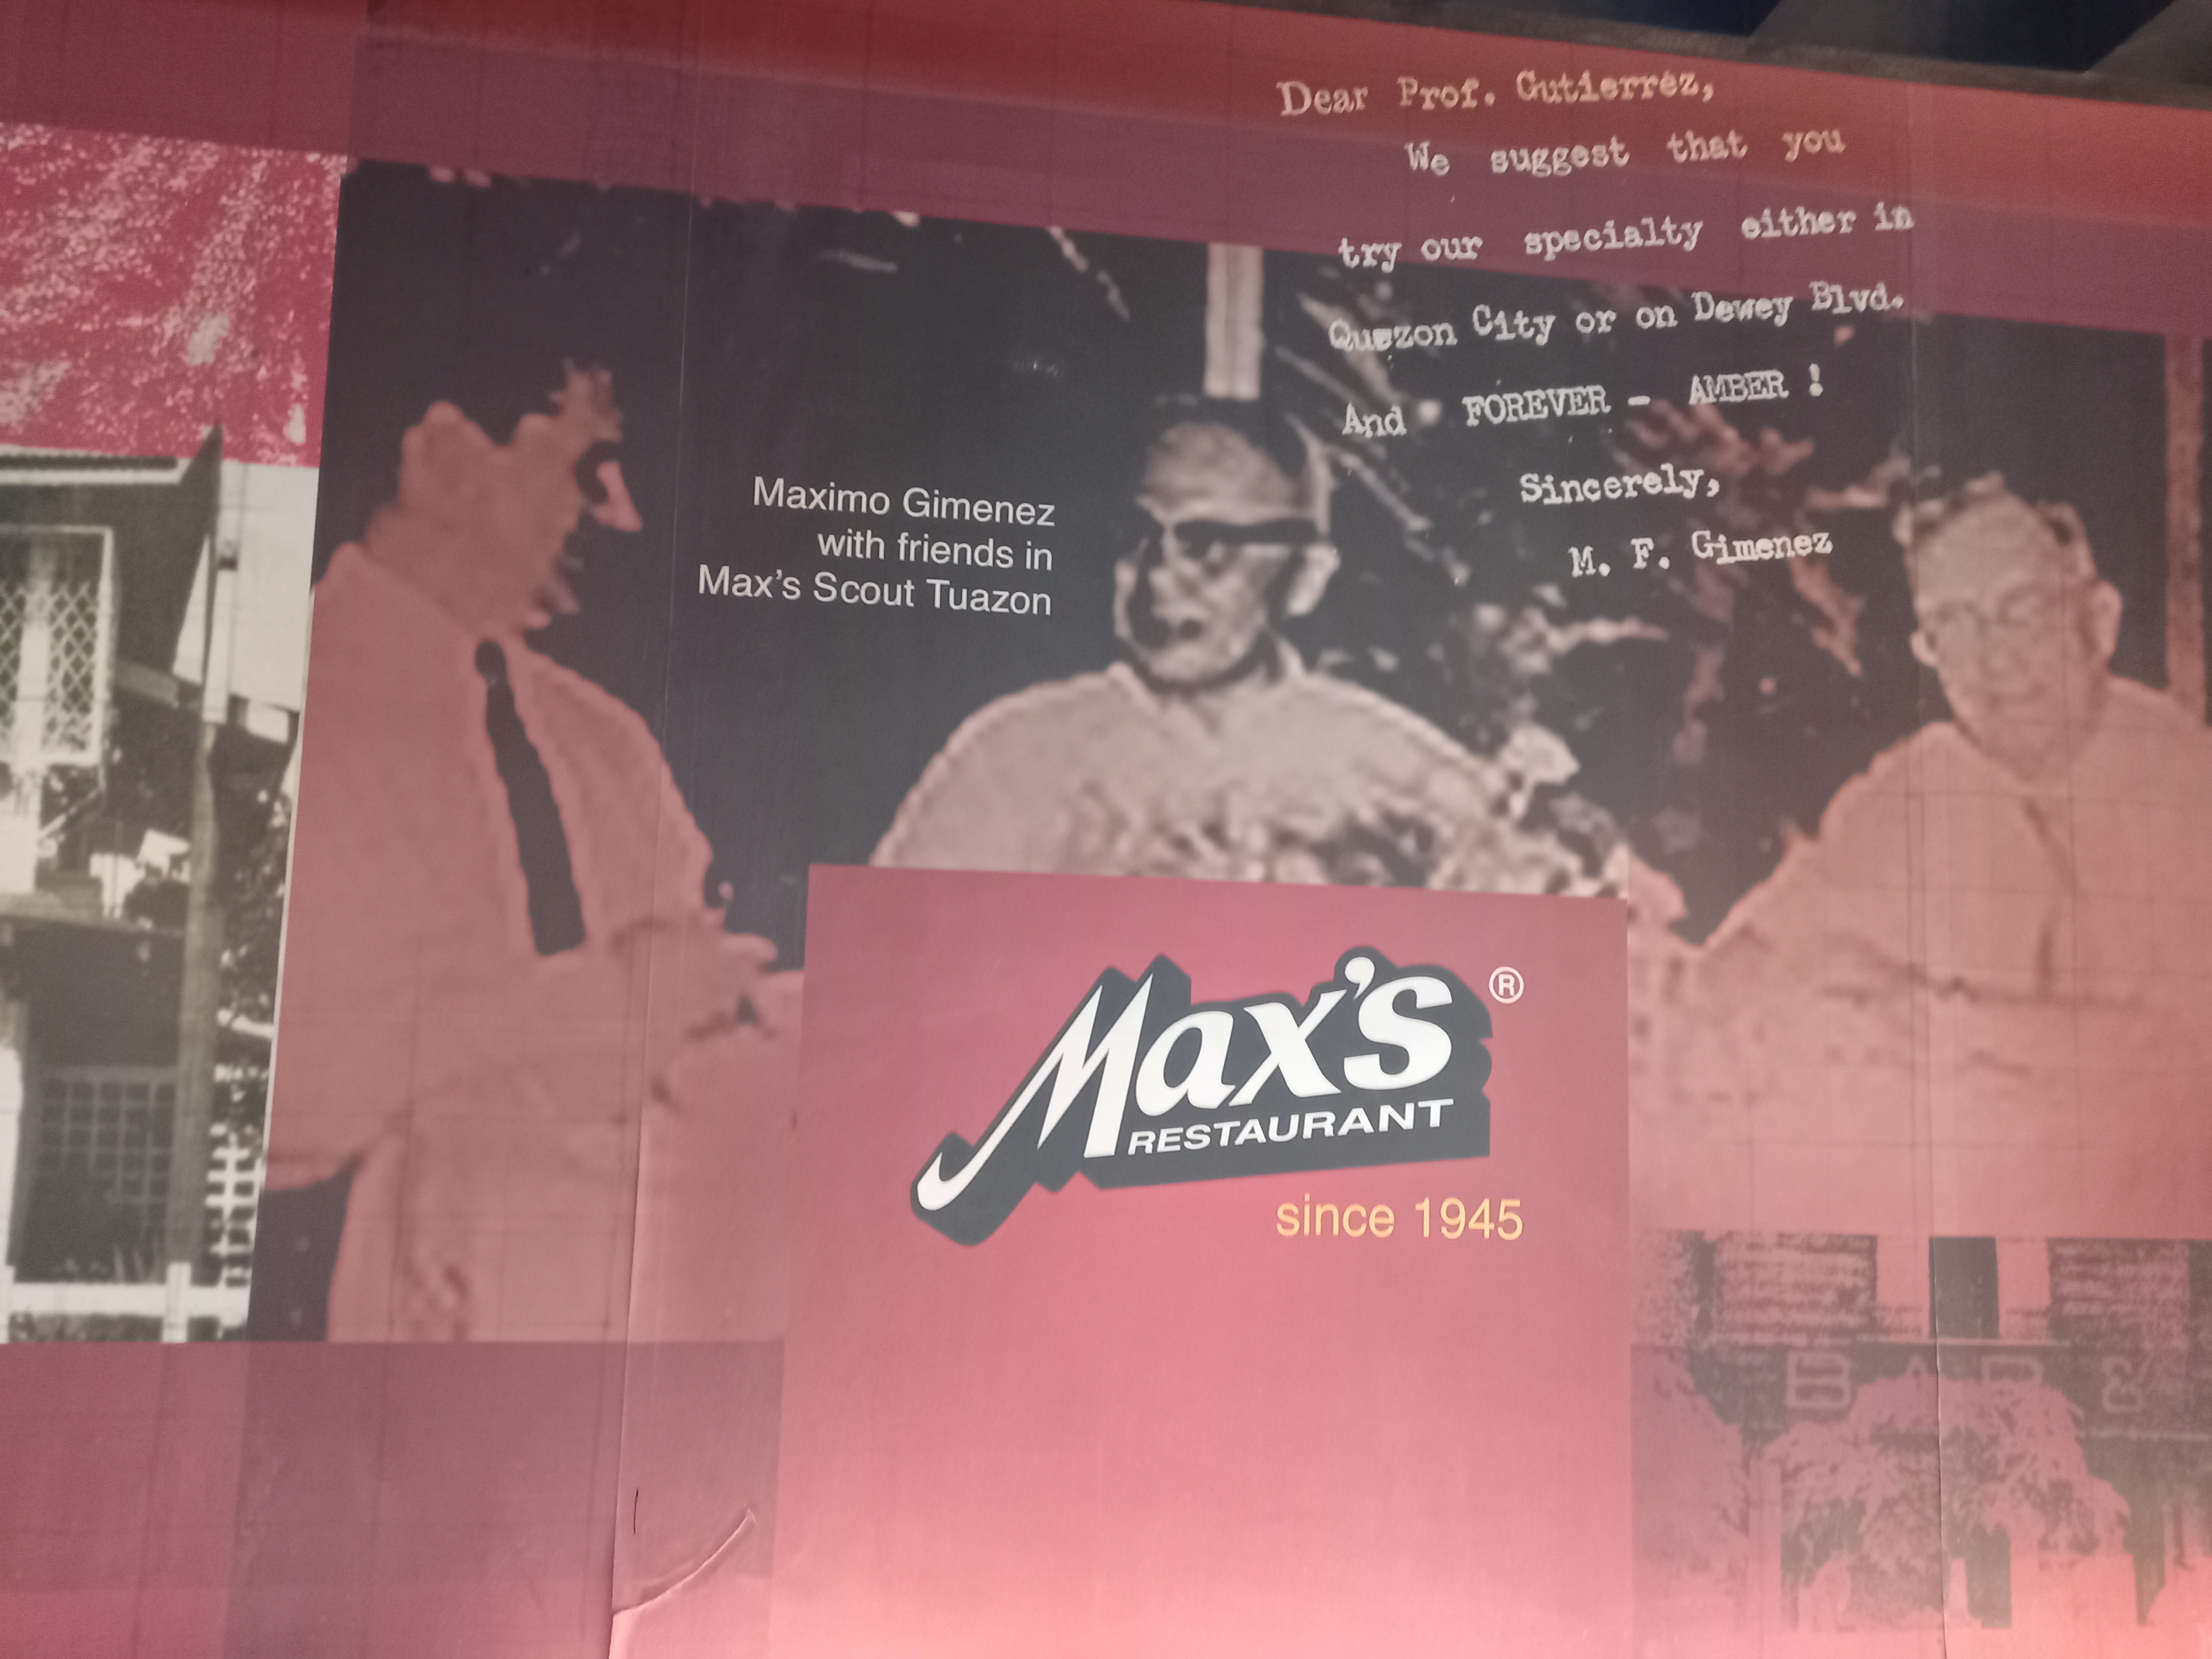 Dear Prof. Gutierrez,
We suggest that you
try our specialty either in
Quezon City or on Dewey Blvd.
And FOREVER - AMBER !
Sincerely,
M. F. Gimenez
Maximo Gimenez
with friends in
Max's Scout Tuazon
Max's ®
RESTAURANT
since 1945
BAR &